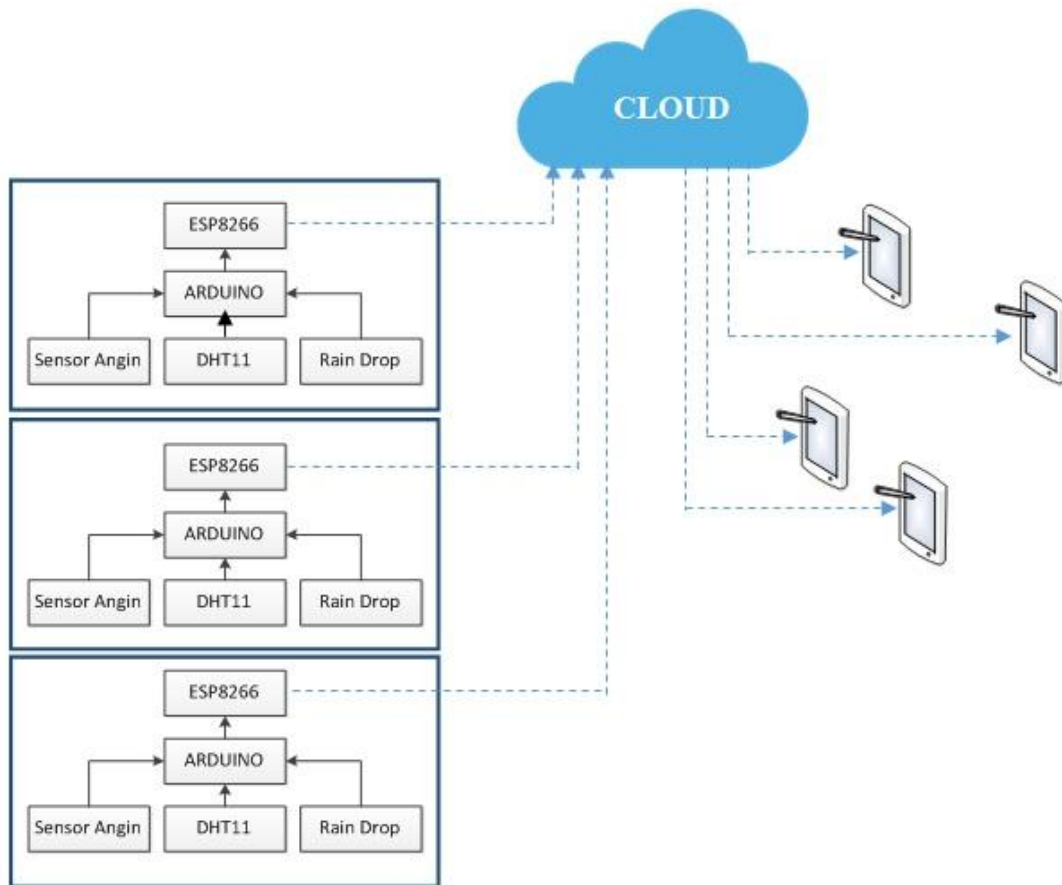 CLOUD
ESP8266
ARDUINO
Sensor Angin
DHT11
Rain Drop
ESP8266
ARDUINO
Sensor Angin
DHT11
Rain Drop
ESP8266
ARDUINO
Sensor Angin
DHT11
Rain Drop